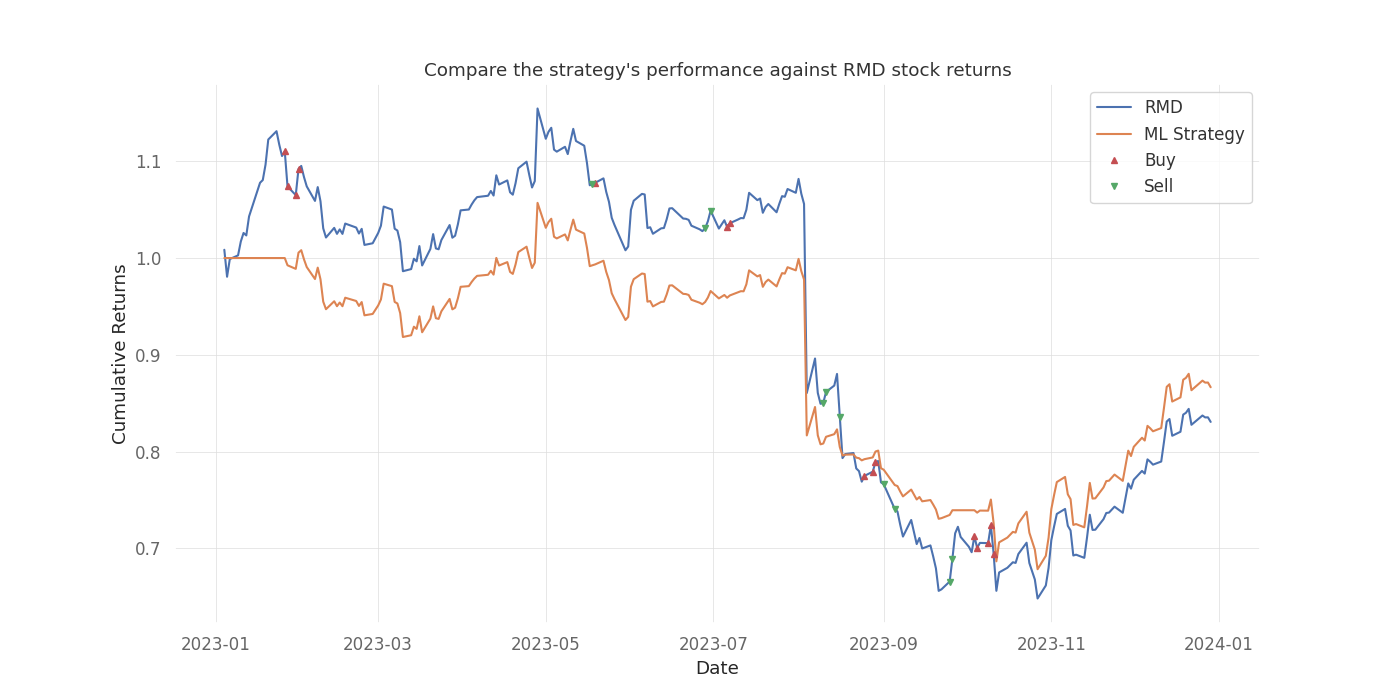 Compare the strategy's performance against RMD stock returns
RMD
ML Strategy
Buy
Sell
Cumulative Returns
1.1
1.0
0.9
0.8
0.7
2023-01
2023-03
2023-05
2023-07
2023-09
2023-11
2024-01
Date